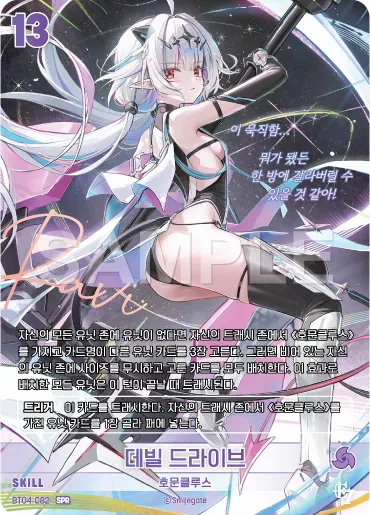 13
이 묵직함...
뭐가 됐든
한 방에 갈라버릴 수
있을 것 같아!
SAMPLE
자신의 모든 유닛 존에 유닛이 없다면 자신의 트래시 존에서 <호문클루스>
를 가지고 카드명이 다른 유닛 카드를 3장 고른다. 그러면 비어 있는 자신
의 유닛 존에 사이즈를 무시하고 고른 카드를 모두 배치한다. 이 효과로
배치한 모든 유닛은 이 턴이 끝날 때 트래시된다.
트리거 이 카드를 트래시한다. 자신의 트래시 존에서 <호문클루스>를
가진 유닛 카드를 1장 골라 패에 넣는다.
데빌 드라이브
SKILL
호문클루스
BT04-082 SPR
©Smilegate